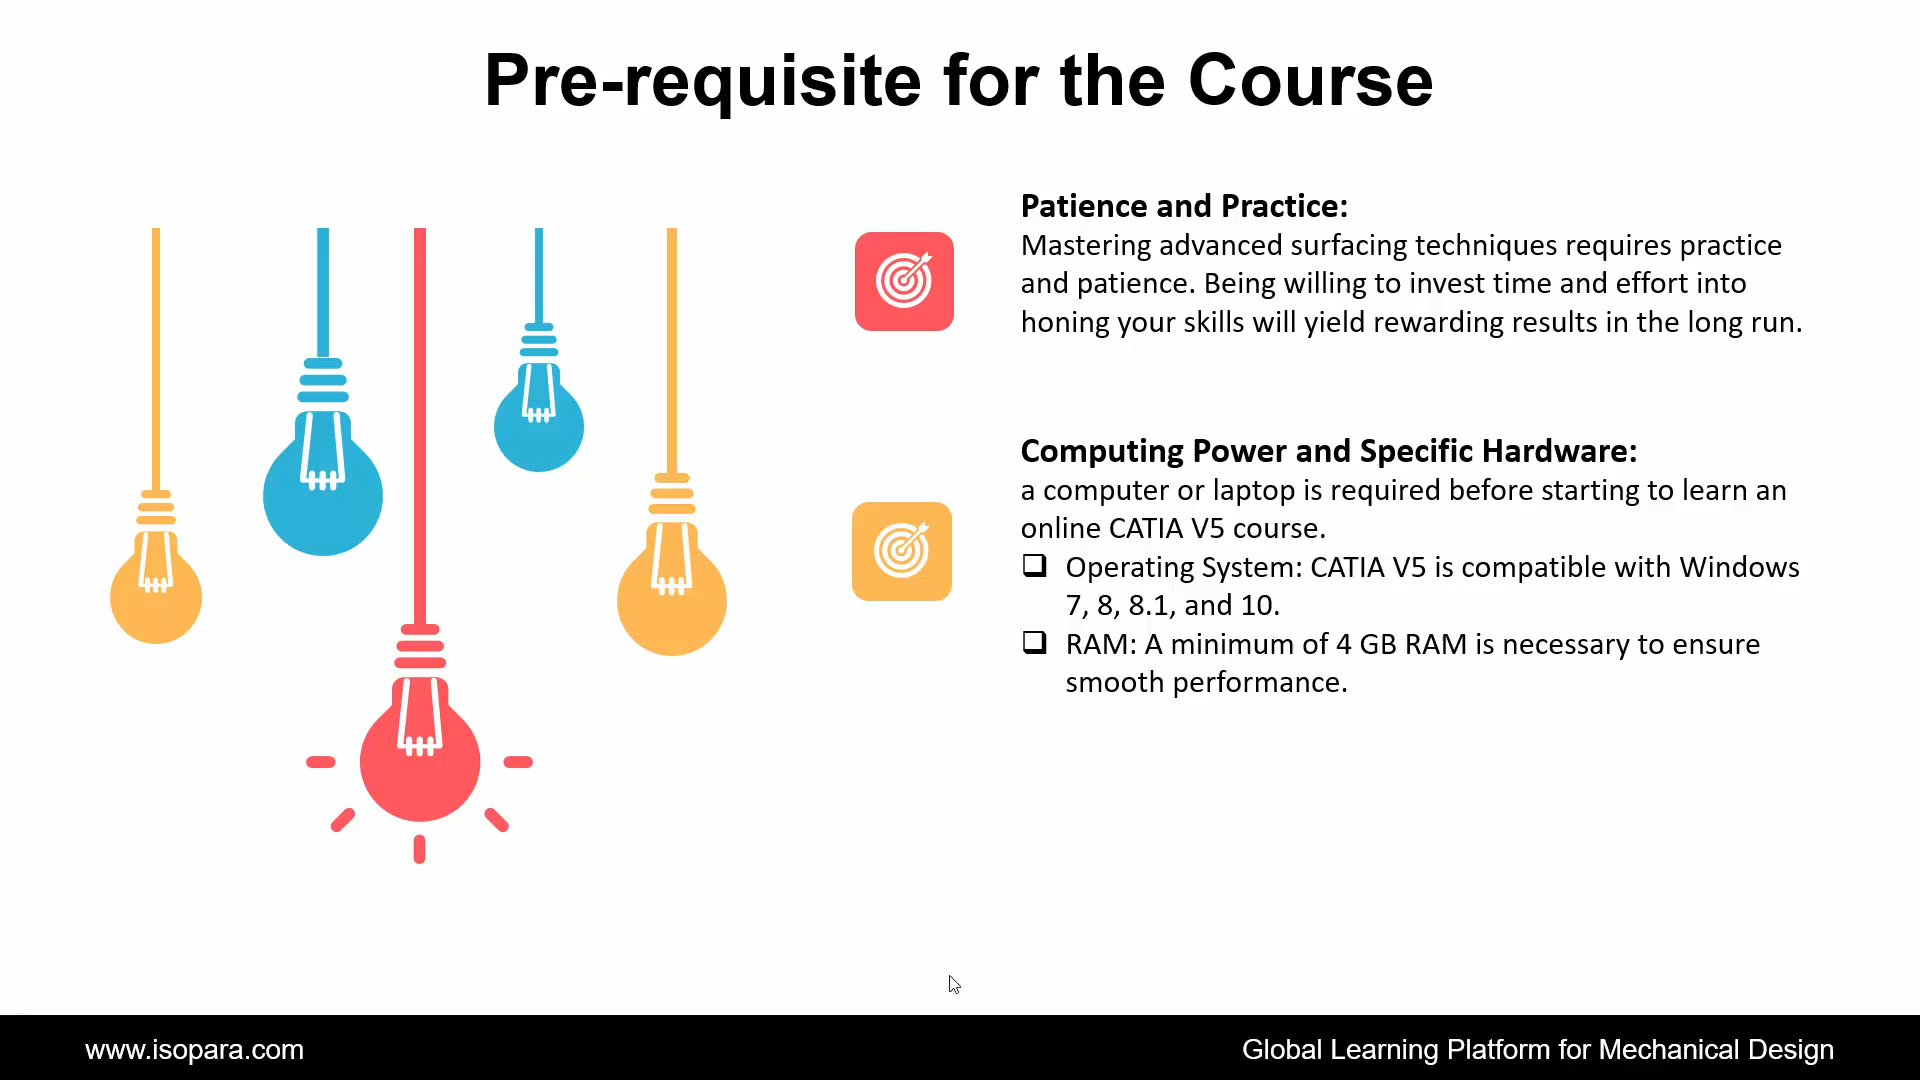 Pre-requisite for the Course
Patience and Practice:
Mastering advanced surfacing techniques requires practice
and patience. Being willing to invest time and effort into
honing your skills will yield rewarding results in the long run.
Computing Power and Specific Hardware:
a computer or laptop is required before starting to learn an
online CATIA V5 course.
Operating System: CATIA V5 is compatible with Windows
7, 8, 8.1, and 10.
RAM: A minimum of 4 GB RAM is necessary to ensure
smooth performance.
www.isopara.com
Global Learning Platform for Mechanical Design